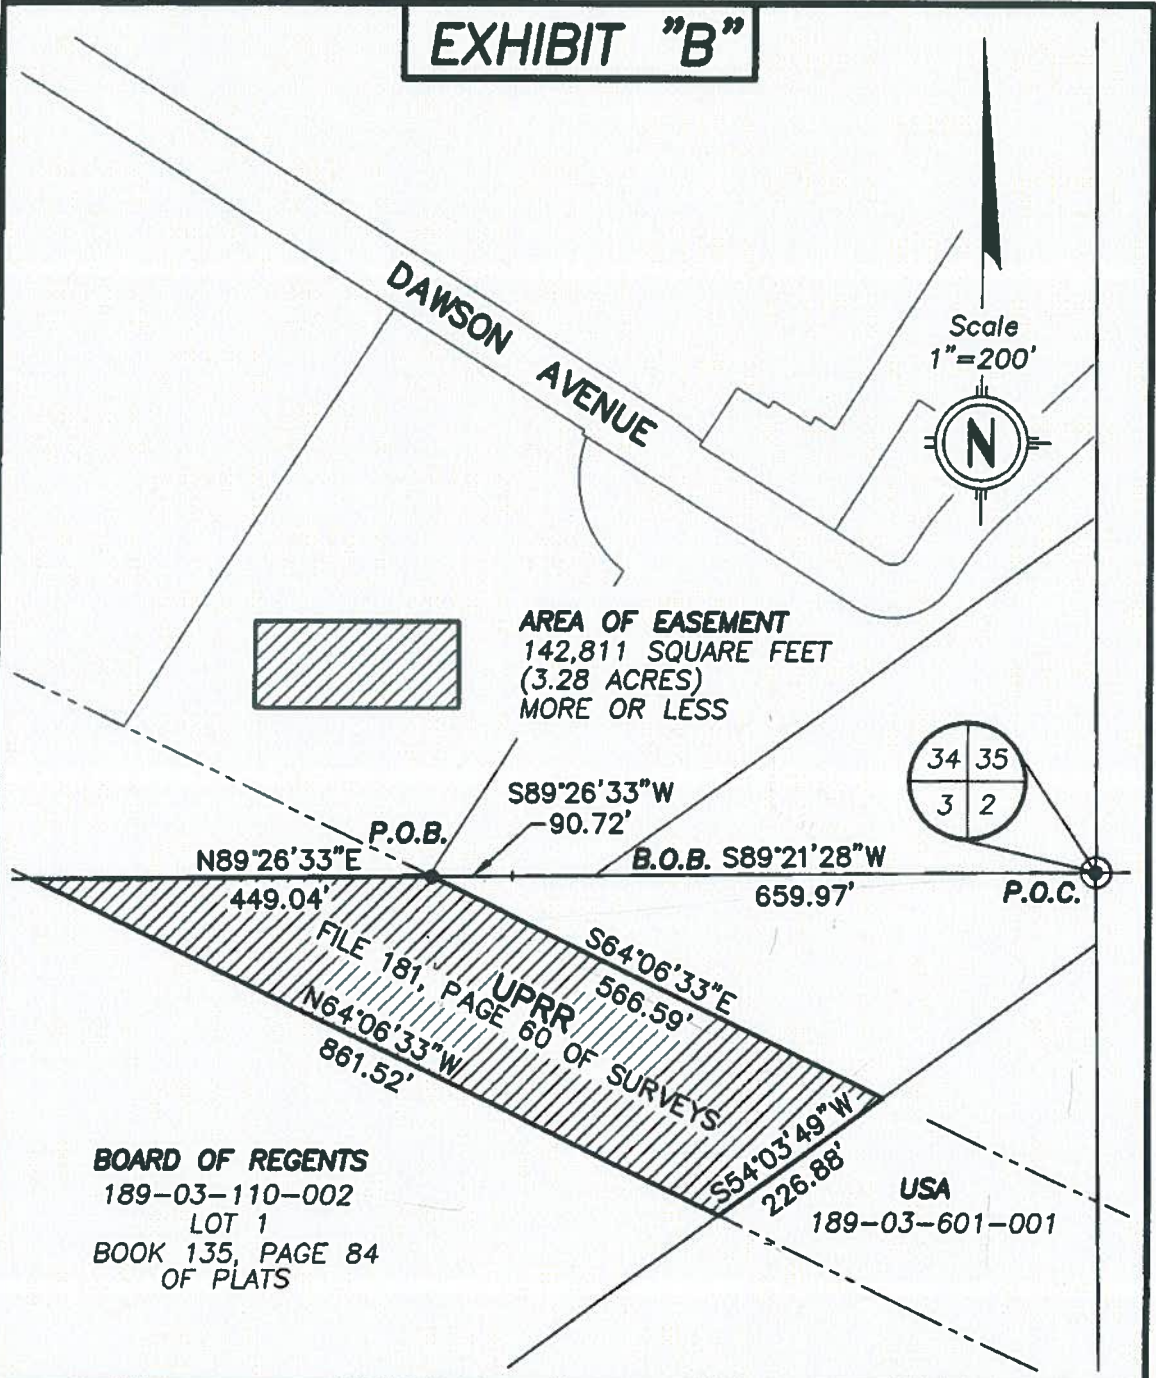 EXHIBIT "B"
DAWSON AVENUE
Scale
1"=200'
N
AREA OF EASEMENT
142,811 SQUARE FEET
(3.28 ACRES)
MORE OR LESS
34 35
3 2
S89°26'33"W
90.72'
P.O.B.
N89°26'33"E
449.04'
B.O.B. S89°21'28"W
659.97'
P.O.C.
S64°06'33"E
566.59'
UPRR
FILE 181, PAGE 60 OF SURVEYS
N64°06'33"W
861.52'
S54°03'49"W
226.88'
BOARD OF REGENTS
189-03-110-002
LOT 1
BOOK 135, PAGE 84
OF PLATS
USA
189-03-601-001